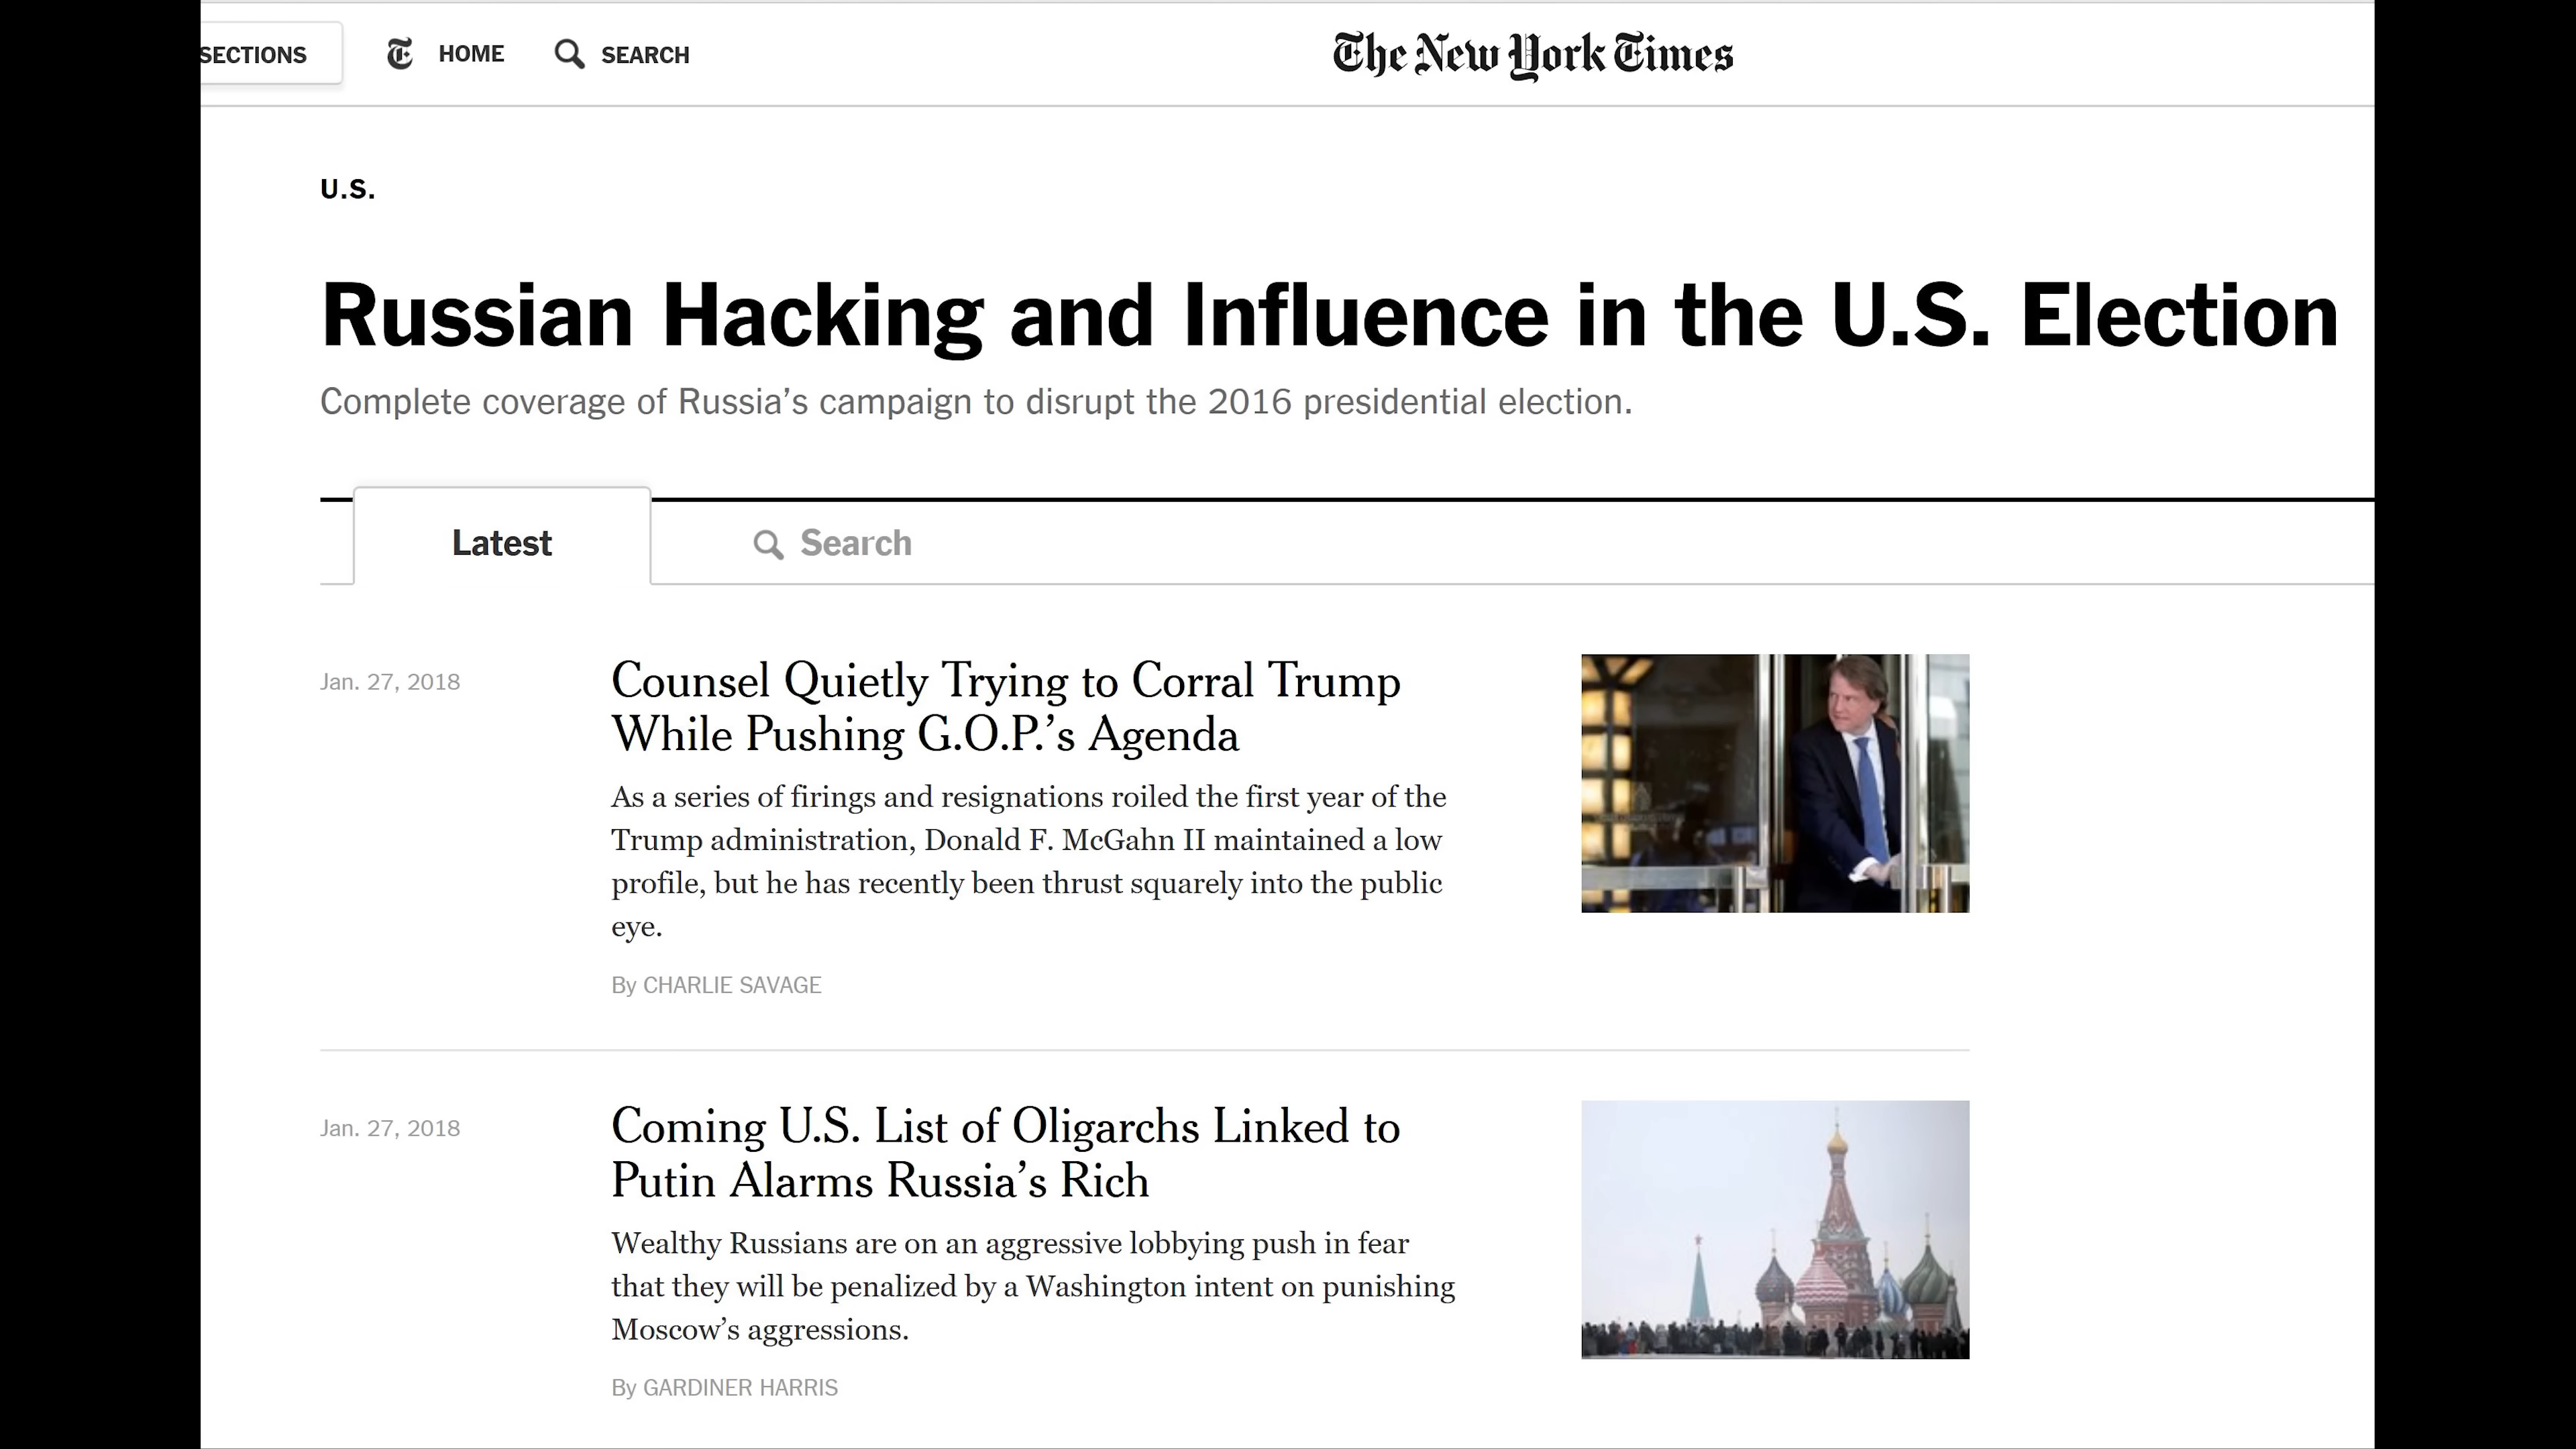 SECTIONS HOME SEARCH The New York Times
U.S.
Russian Hacking and Influence in the U.S. Election
Complete coverage of Russia’s campaign to disrupt the 2016 presidential election.
Latest Search
Jan. 27, 2018
Counsel Quietly Trying to Corral Trump
While Pushing G.O.P.’s Agenda
As a series of firings and resignations roiled the first year of the
Trump administration, Donald F. McGahn II maintained a low
profile, but he has recently been thrust squarely into the public
eye.
By CHARLIE SAVAGE
Jan. 27, 2018
Coming U.S. List of Oligarchs Linked to
Putin Alarms Russia’s Rich
Wealthy Russians are on an aggressive lobbying push in fear
that they will be penalized by a Washington intent on punishing
Moscow’s aggressions.
By GARDINER HARRIS